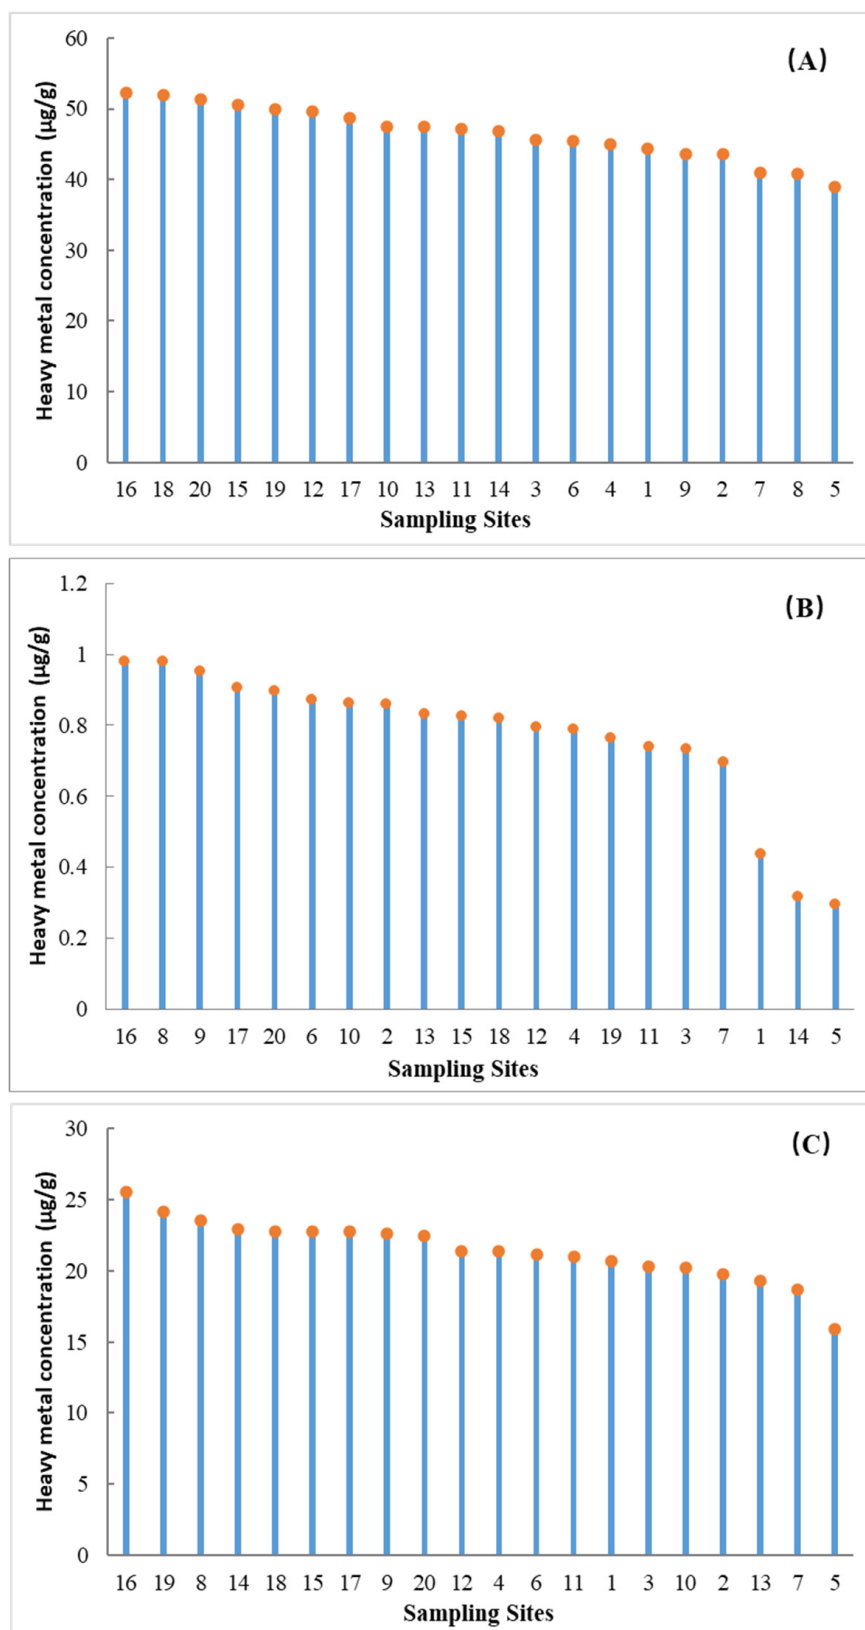 (A)
Heavy metal concentration (µg/g)
60
50
40
30
20
10
0
16 18 20 15 19 12 17 10 13 11 14 3 6 4 1 9 2 7 8 5
Sampling Sites
(B)
Heavy metal concentration (µg/g)
1.2
1
0.8
0.6
0.4
0.2
0
16 8 9 17 20 6 10 2 13 15 18 12 4 19 11 3 7 1 14 5
Sampling Sites
(C)
Heavy metal concentration (µg/g)
30
25
20
15
10
5
0
16 19 8 14 18 15 17 9 20 12 4 6 11 1 3 10 2 13 7 5
Sampling Sites